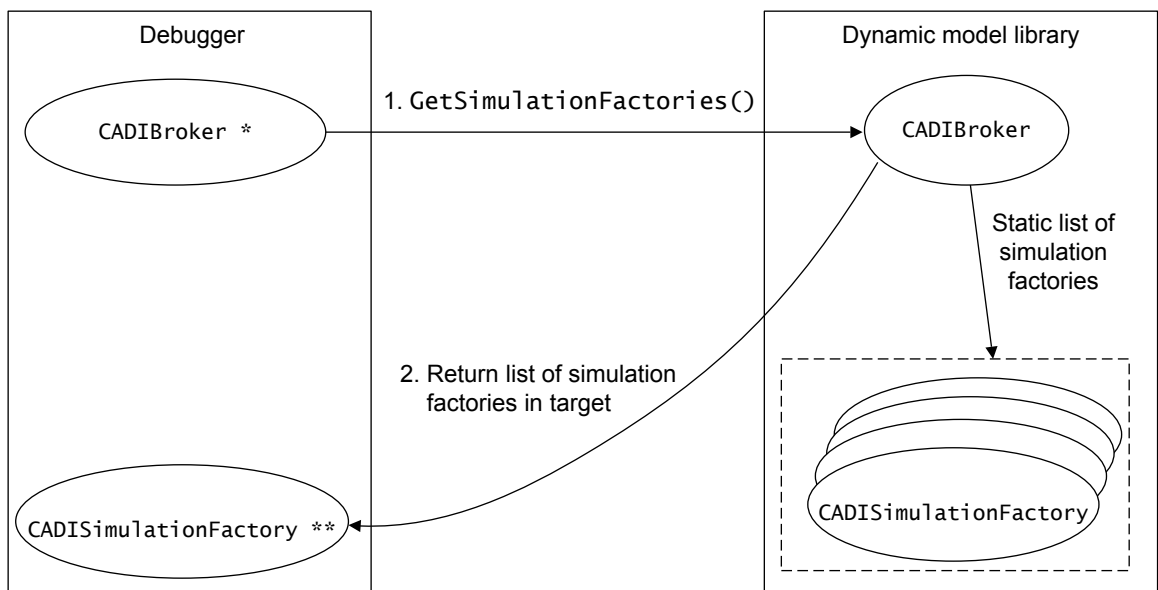 Debugger
Dynamic model library
CADIBroker *
1. GetSimulationFactories()
CADIBroker
Static list of
simulation
factories
2. Return list of simulation
factories in target
CADISimulationFactory **
CADISimulationFactory